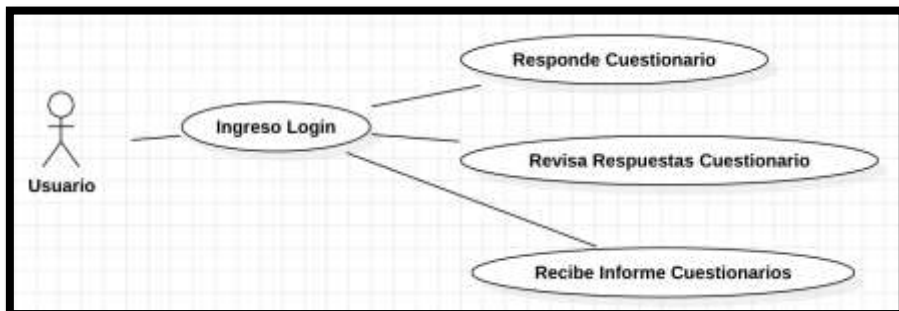 Responde Cuestionario
Ingreso Login
Revisa Respuestas Cuestionario
Usuario
Recibe Informe Cuestionarios